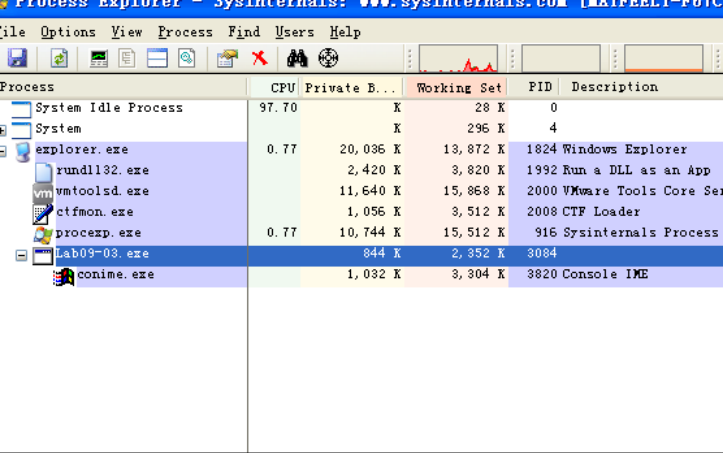 Process Explorer - Sysinternals: www.sysinternals.com
File Options View Process Find Users Help
Process CPU Private B... Working Set PID Description
System Idle Process 97.70 K 28 K 0
System K 296 K 4
explorer.exe 0.77 20,036 K 13,872 K 1824 Windows Explorer
rundll32.exe 2,420 K 3,820 K 1992 Run a DLL as an App
vm vmtoolsd.exe 11,640 K 15,868 K 2000 VMware Tools Core Ser
ctfmon.exe 1,056 K 3,512 K 2008 CTF Loader
procexp.exe 0.77 10,744 K 15,512 K 916 Sysinternals Process
Lab09-03.exe 844 K 2,352 K 3084
conime.exe 1,032 K 3,304 K 3820 Console IME